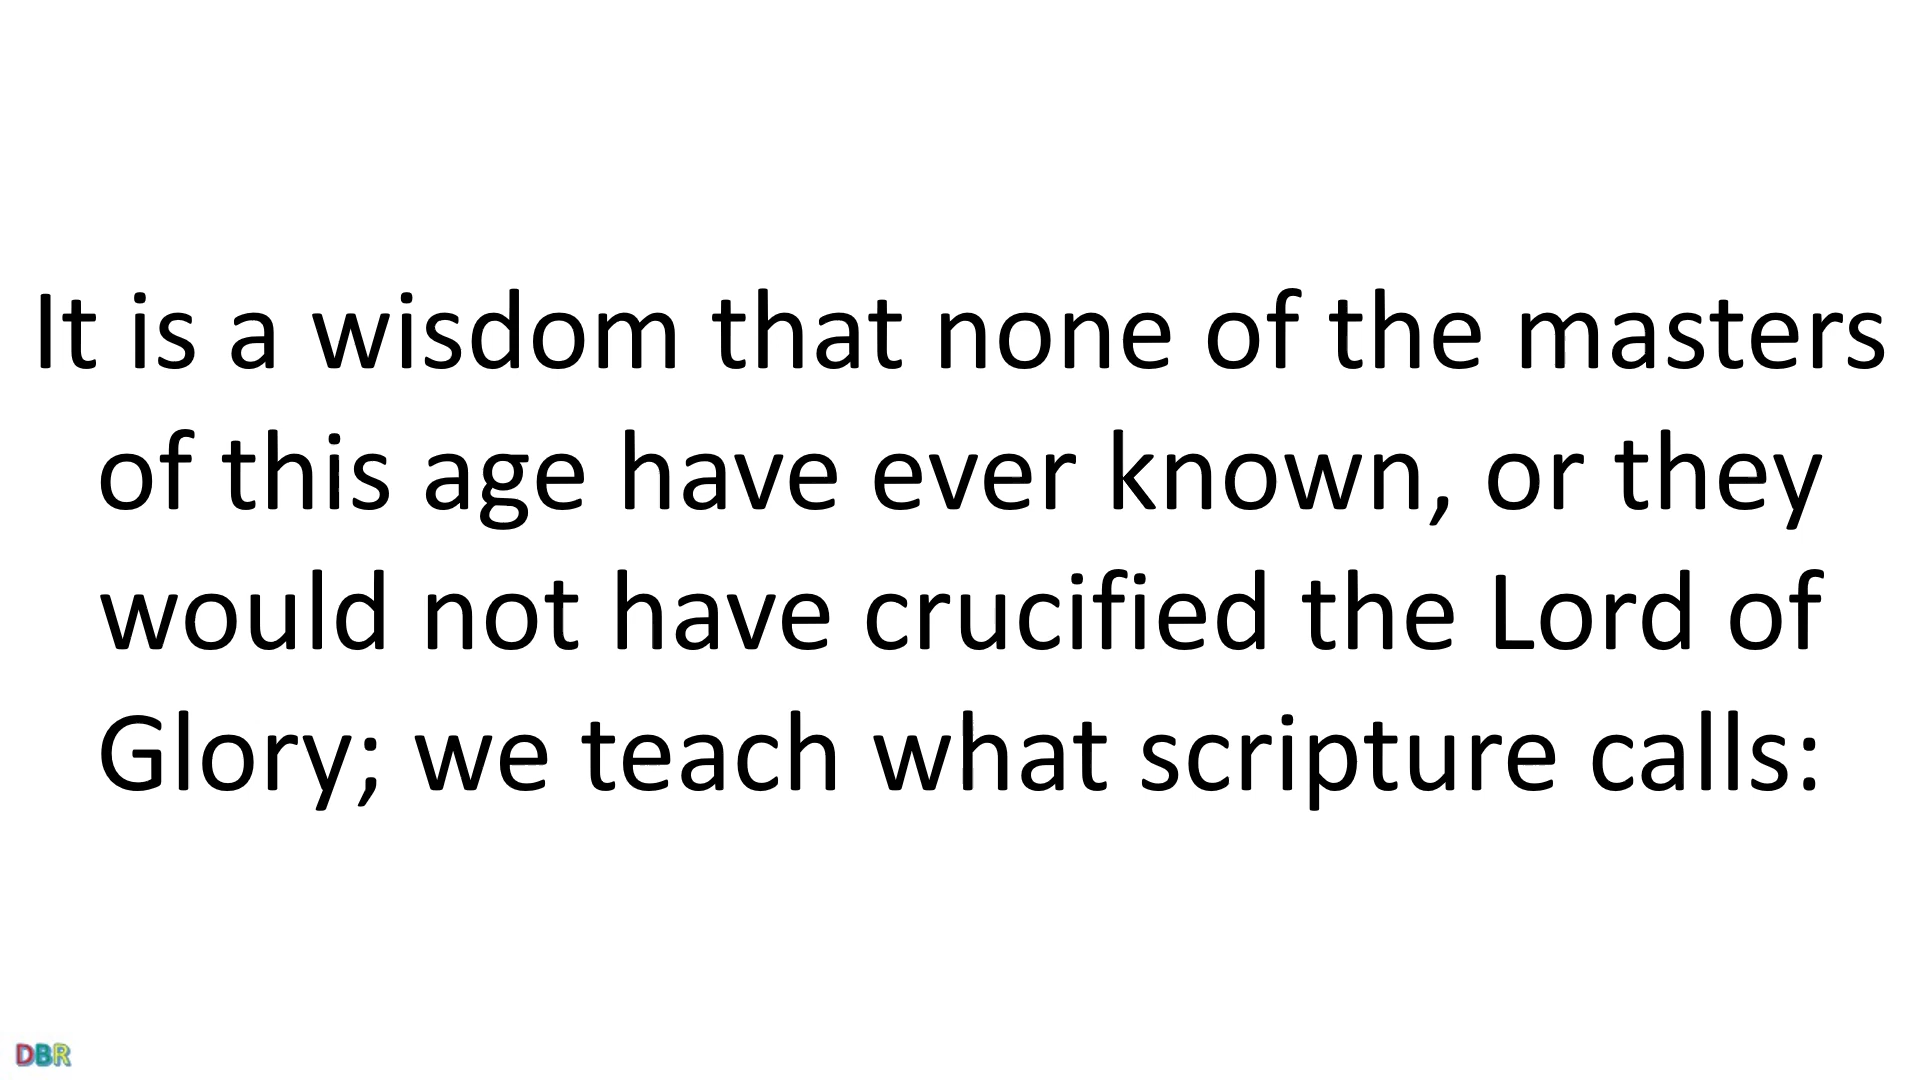 It is a wisdom that none of the masters
of this age have ever known, or they
would not have crucified the Lord of
Glory; we teach what scripture calls:
DBR